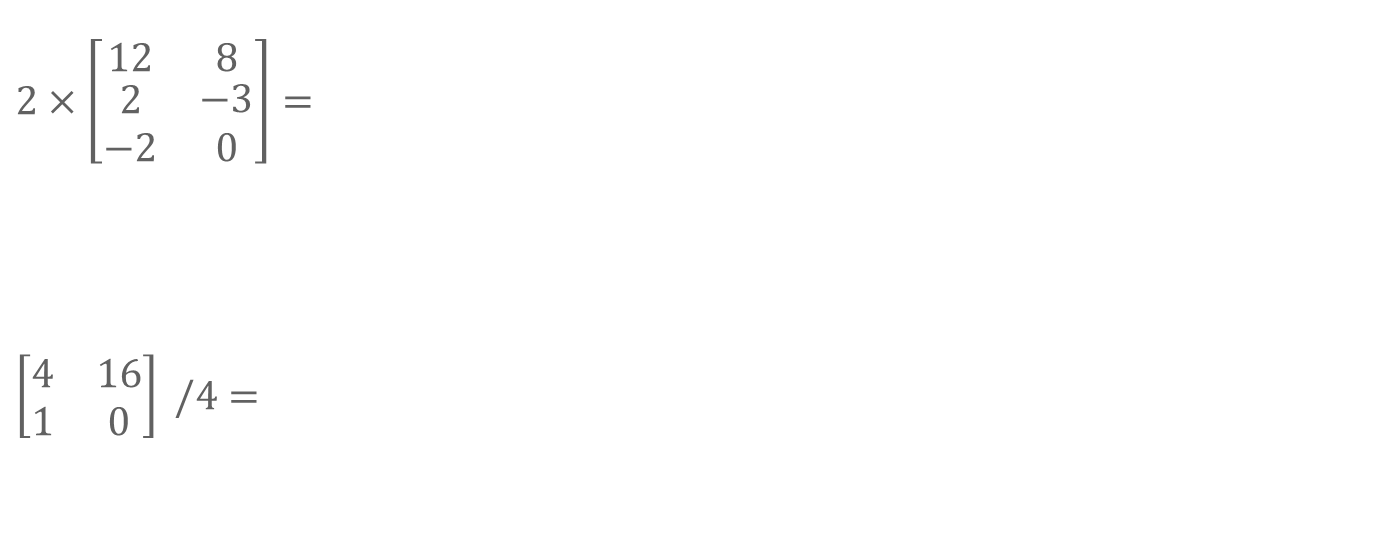 2 × [12 8
2 −3
−2 0] =
[4 16
1 0] /4 =